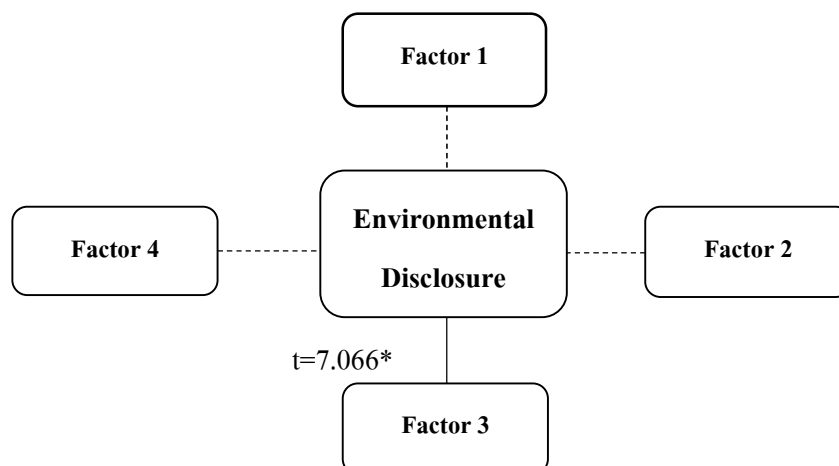 Factor 1
Environmental
Disclosure
Factor 4
Factor 2
t=7.066*
Factor 3